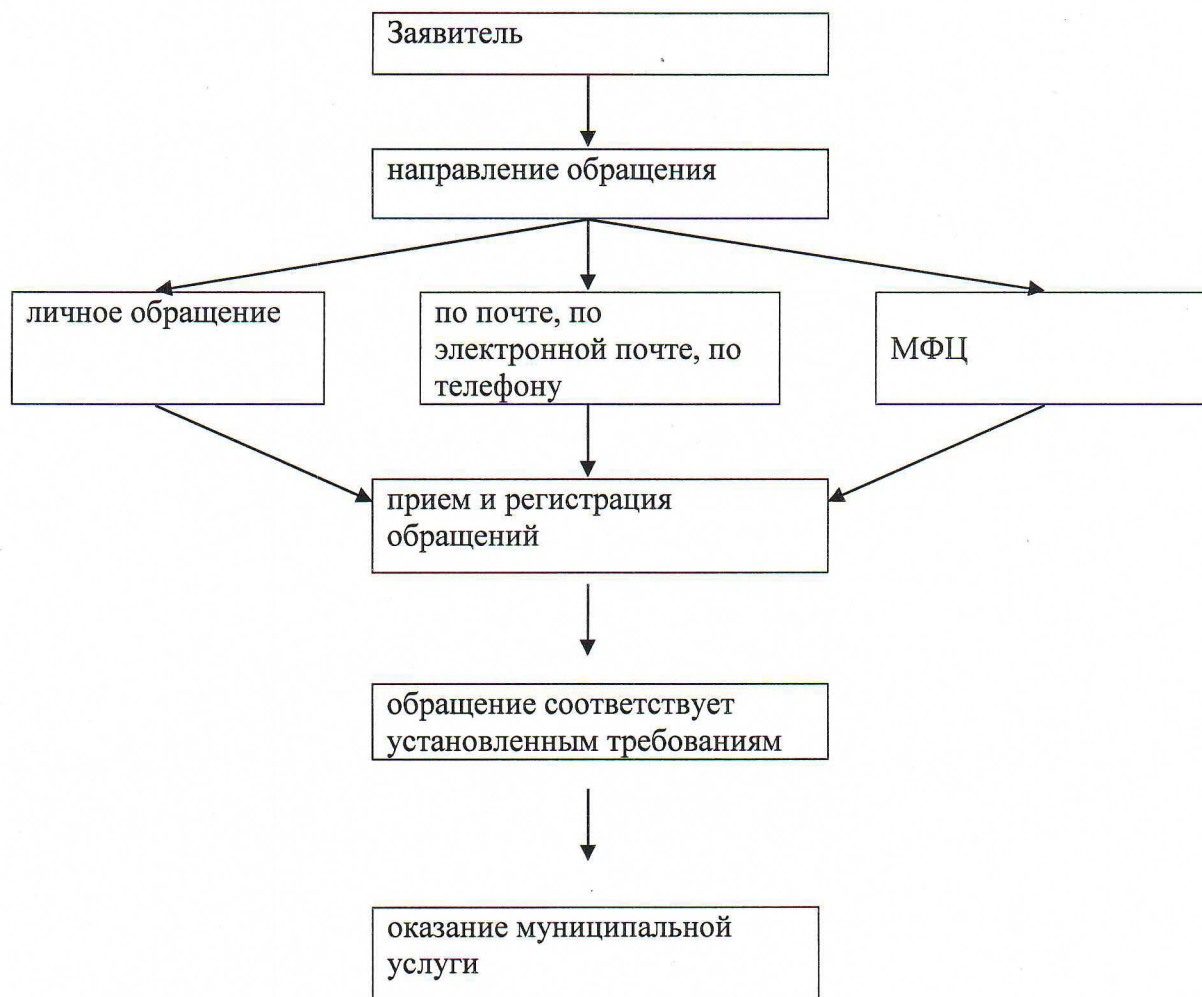 Заявитель
направление обращения
личное обращение
по почте, по
электронной почте, по
телефону
МФЦ
прием и регистрация
обращений
обращение соответствует
установленным требованиям
оказание муниципальной
услуги